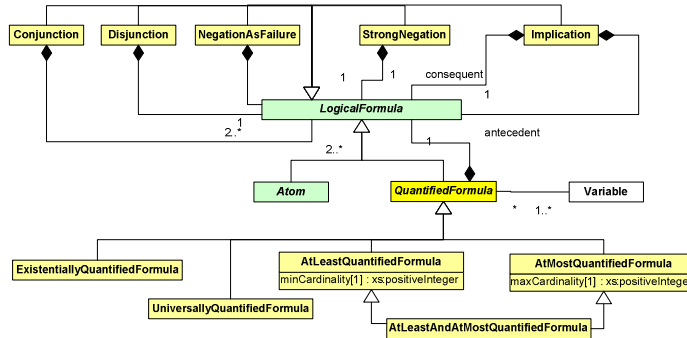 Conjunction Disjunction NegationAsFailure StrongNegation Implication
1 1 consequent
1
LogicalFormula
1
2..* 1 antecedent
2..*
Atom QuantifiedFormula Variable
* 1..*
AtLeastQuantifiedFormula
ExistentiallyQuantifiedFormula AtMostQuantifiedFormula
minCardinality[1] : xs:positiveInteger maxCardinality[1] : xs:positiveIntege
UniversallyQuantifiedFormula
AtLeastAndAtMostQuantifiedFormula